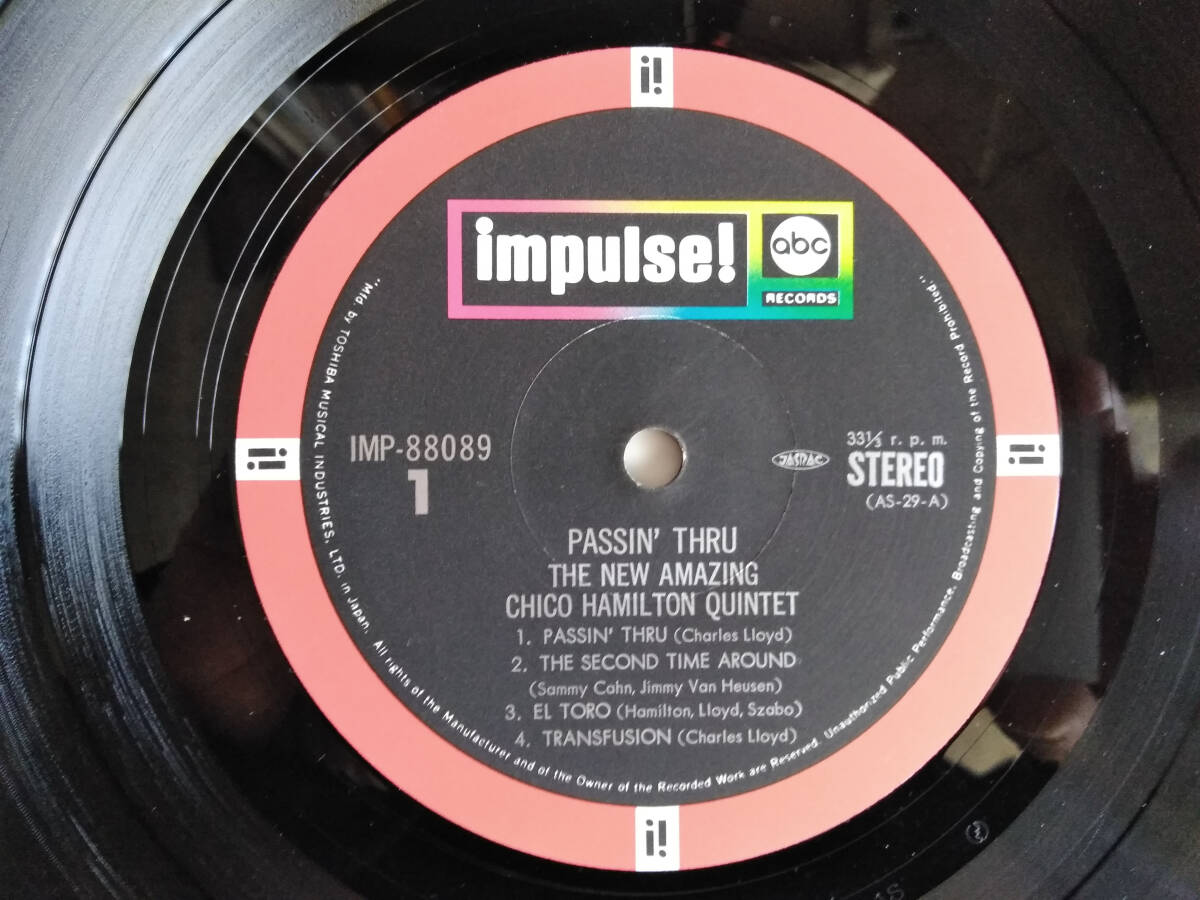 i!
impulse!
abc
RECORDS
i!
i!
IMP-88089
1
JASRAC
33⅓ r. p. m.
STEREO
(AS-29-A)
PASSIN' THRU
THE NEW AMAZING
CHICO HAMILTON QUINTET
1. PASSIN' THRU (Charles Lloyd)
2. THE SECOND TIME AROUND
(Sammy Cahn, Jimmy Van Heusen)
3. EL TORO (Hamilton, Lloyd, Szabo)
4. TRANSFUSION (Charles Lloyd)
"Mfd. by TOSHIBA MUSICAL INDUSTRIES, LTD. in Japan. All rights of the Manufacturer and of the Owner of the Recorded Work are Reserved. Unauthorized Public Performance, Broadcasting and Copying of the Record Prohibited."
i!